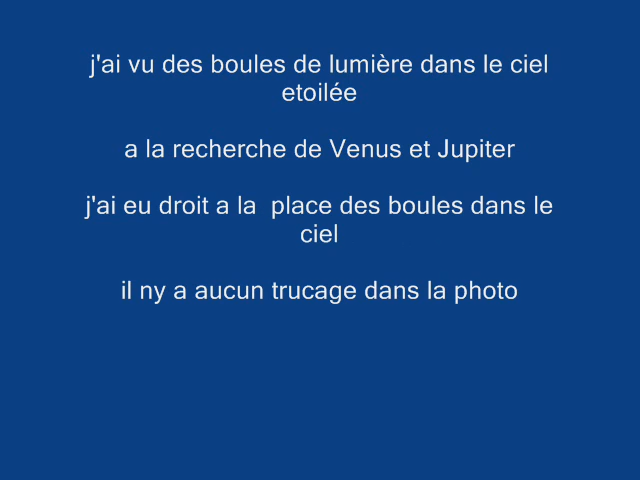 j'ai vu des boules de lumière dans le ciel
etoilée
a la recherche de Venus et Jupiter
j'ai eu droit a la  place des boules dans le
ciel
il ny a aucun trucage dans la photo